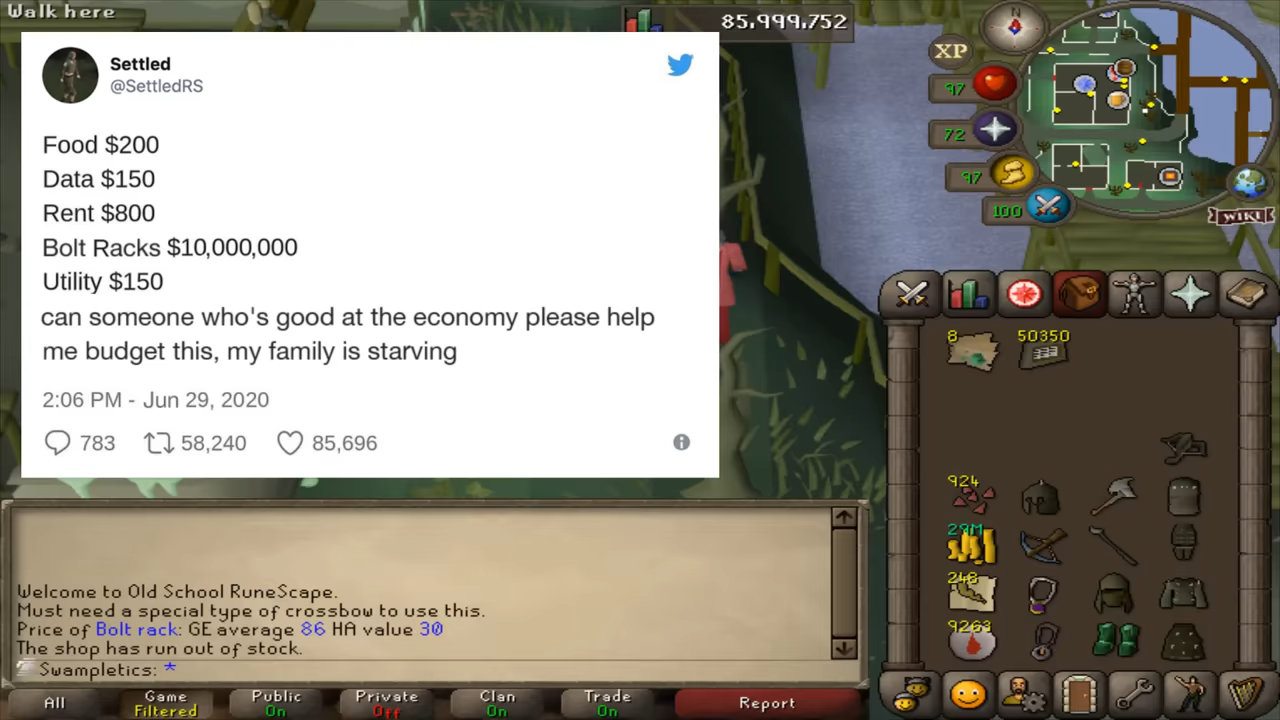 Walk here
85,999,752
Settled
@SettledRS
Food $200
Data $150
Rent $800
Bolt Racks $10,000,000
Utility $150
can someone who's good at the economy please help
me budget this, my family is starving
2:06 PM - Jun 29, 2020
783 58,240 85,696
N
XP
97
72
97
100
WIKI
8 50350
924
29M
248
9263
Welcome to Old School RuneScape.
Must need a special type of crossbow to use this.
Price of Bolt rack: GE average 86 HA value 30
The shop has run out of stock.
Swampletics: *
All
Game
Filtered
Public
On
Private
Off
Clan
On
Trade
On
Report